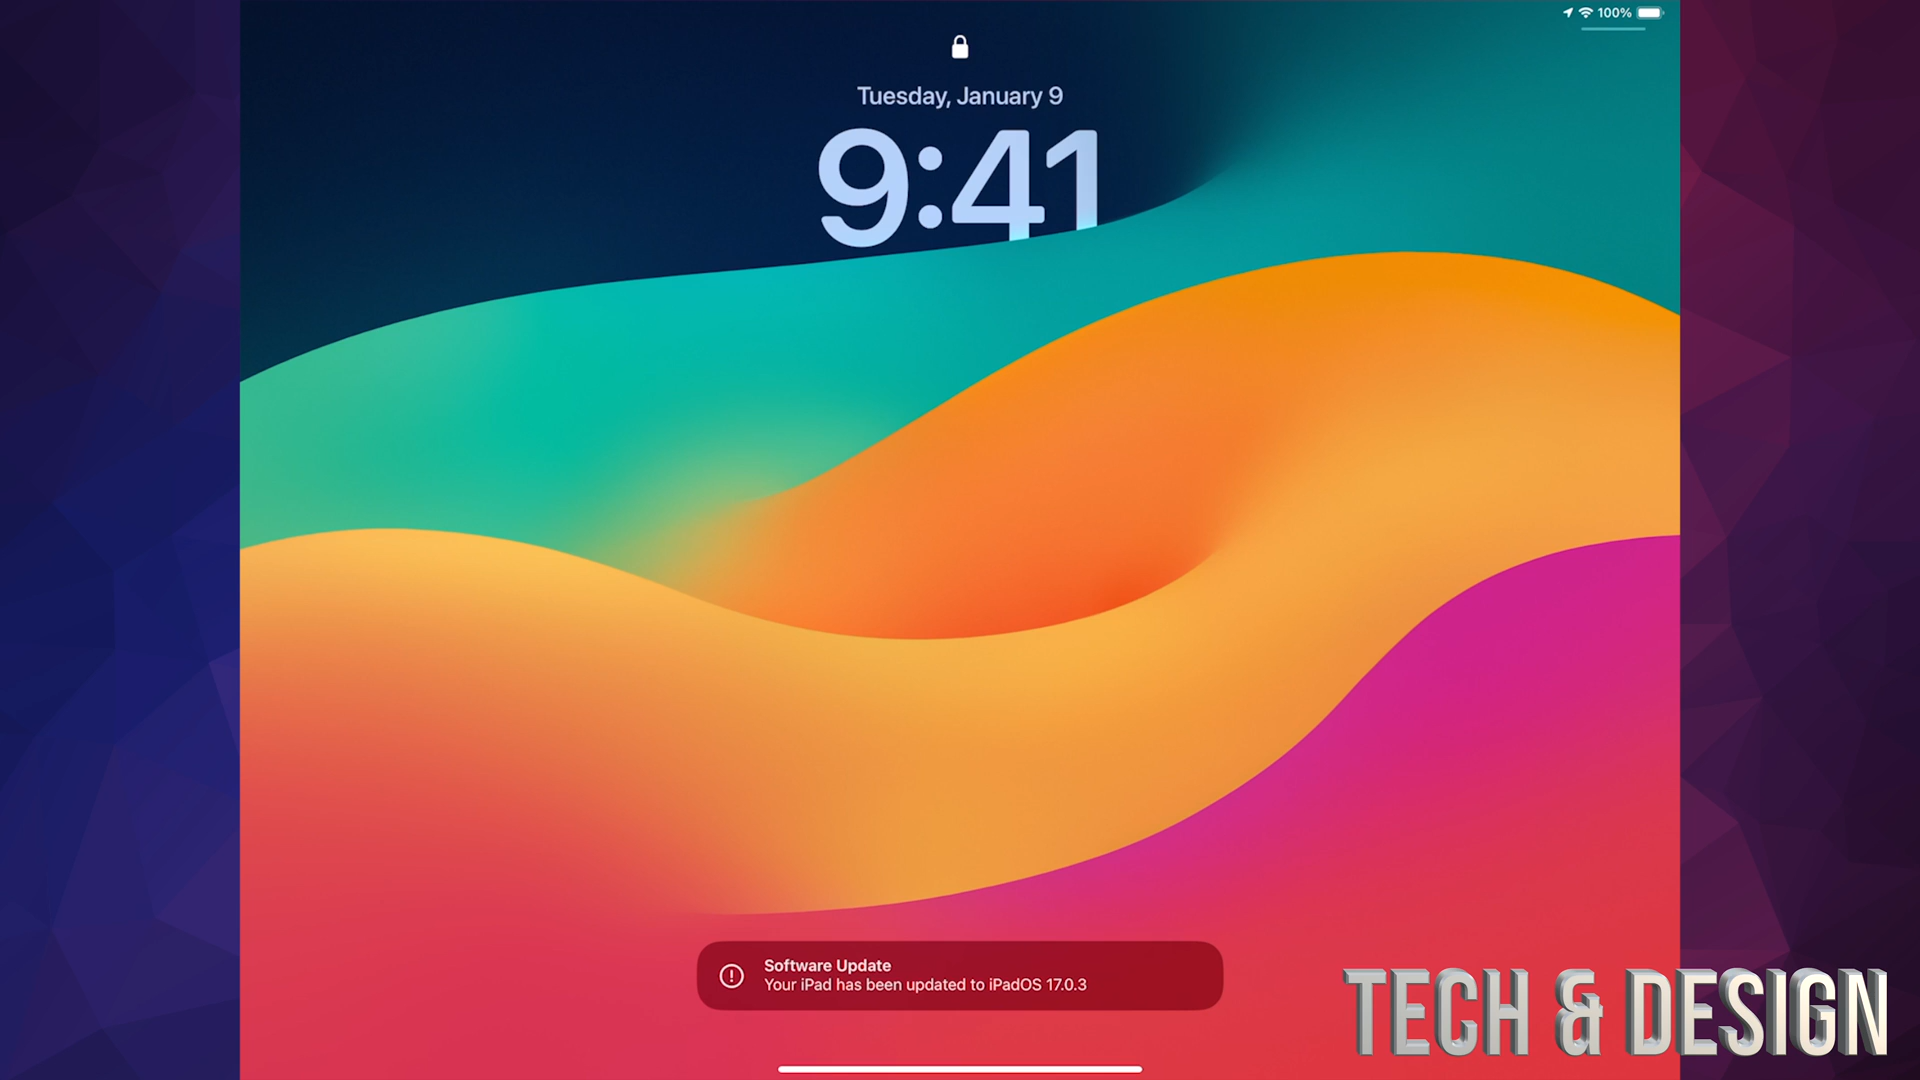 100%
Tuesday, January 9
9:41
Software Update
Your iPad has been updated to iPadOS 17.0.3
TECH & DESIGN